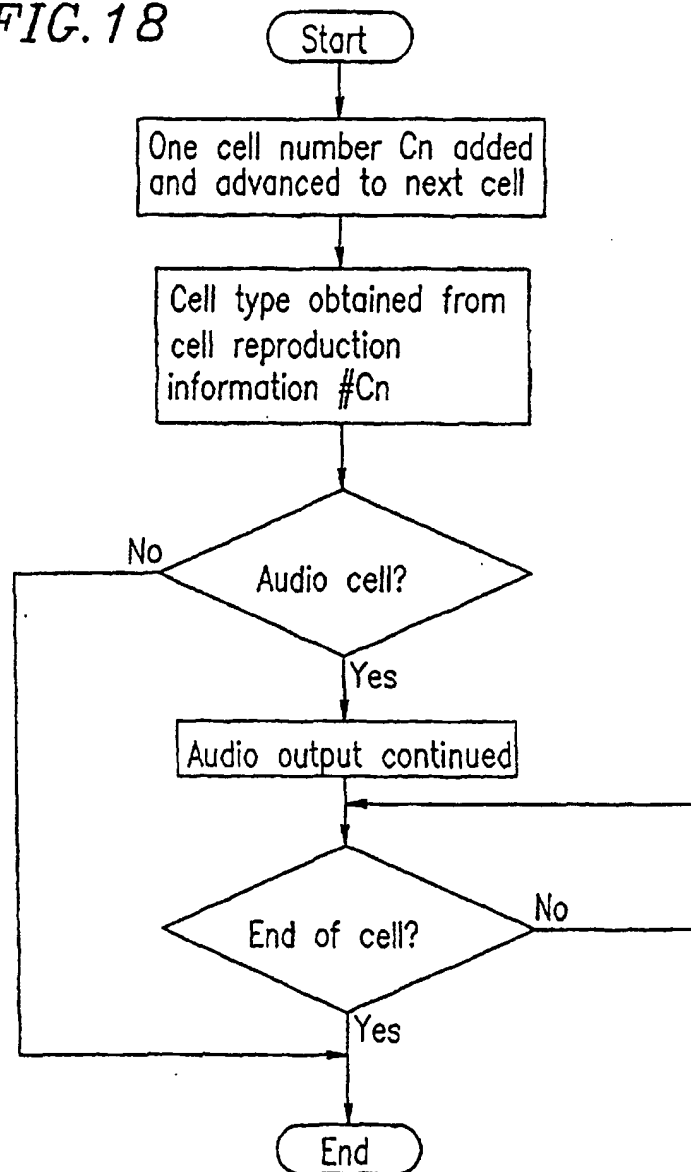 FIG. 18
Start
One cell number Cn added
and advanced to next cell
Cell type obtained from
cell reproduction
information #Cn
No
Audio cell?
Yes
Audio output continued
End of cell?
No
Yes
End